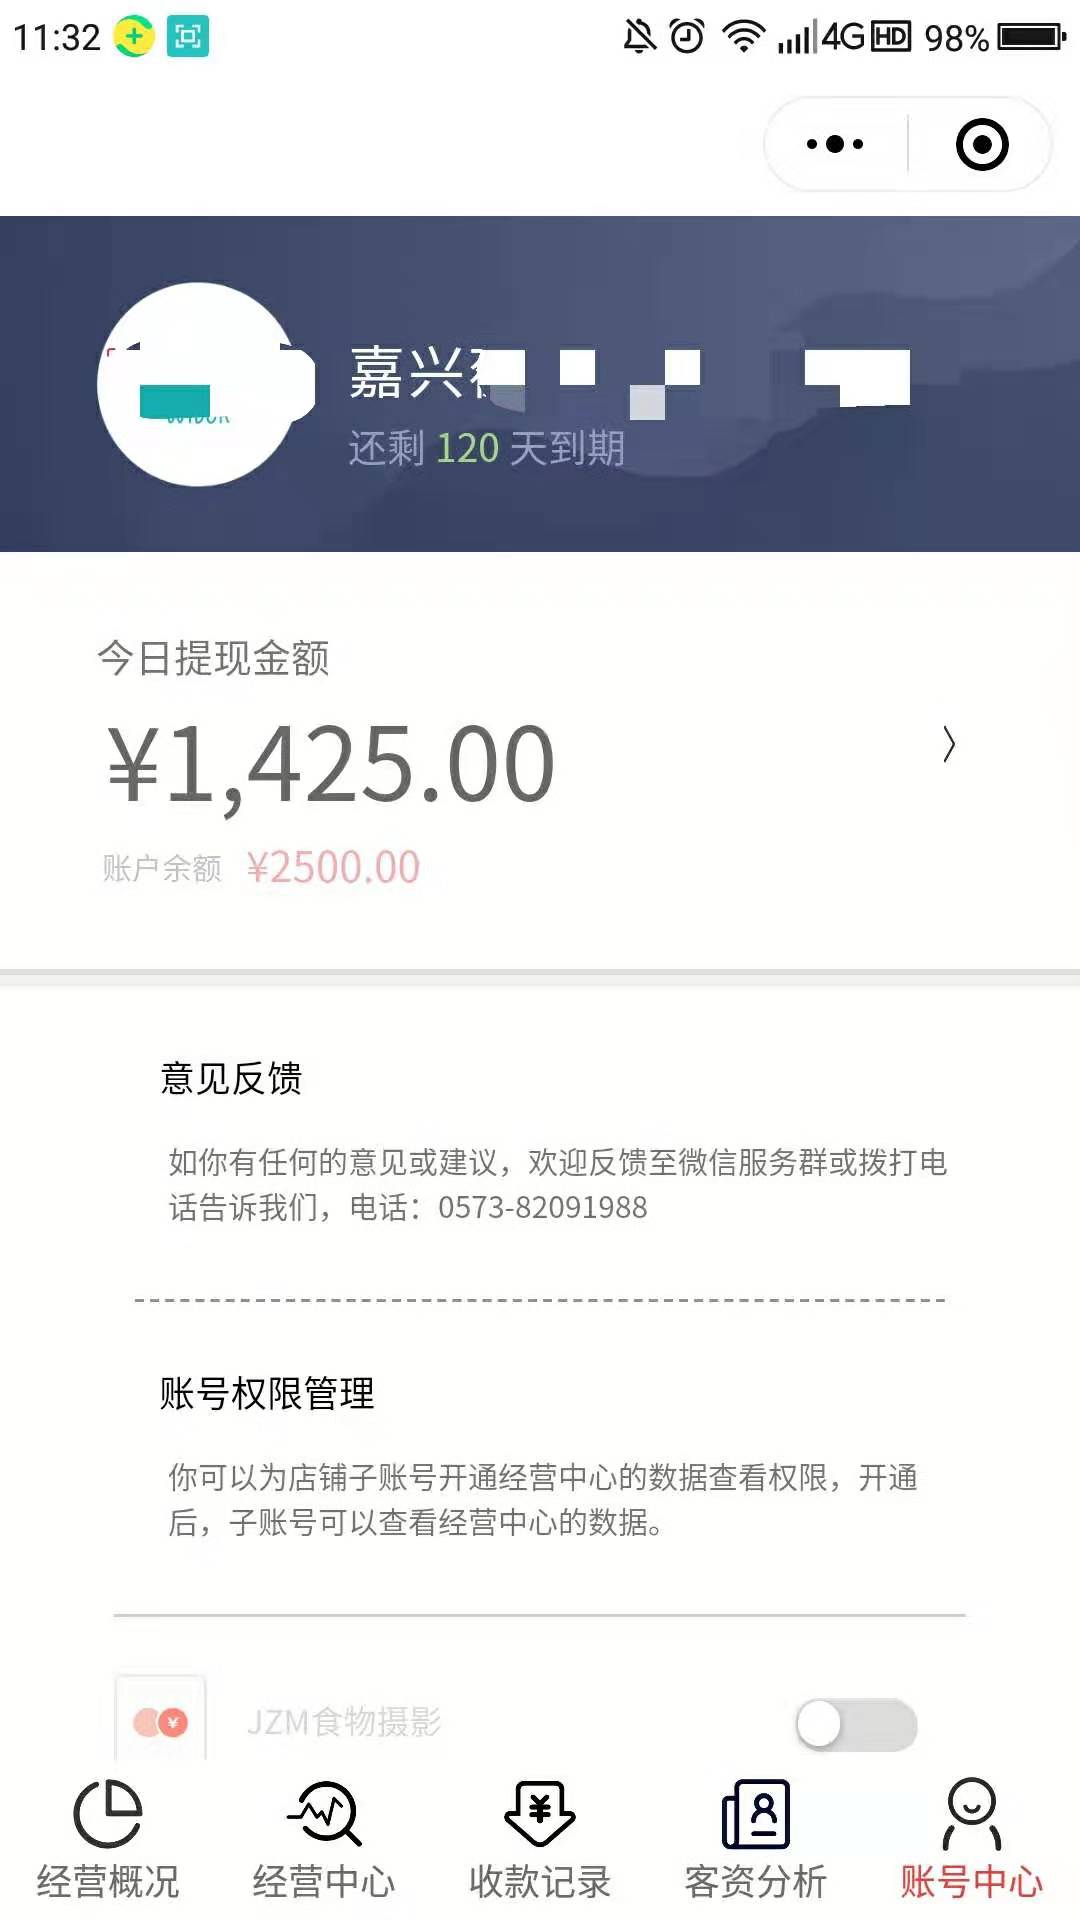 11:32
4G HD 98%
嘉兴
还剩 120 天到期
今日提现金额
¥1,425.00
账户余额 ¥2500.00
意见反馈
如你有任何的意见或建议，欢迎反馈至微信服务群或拨打电
话告诉我们，电话：0573-82091988
账号权限管理
你可以为店铺子账号开通经营中心的数据查看权限，开通
后，子账号可以查看经营中心的数据。
¥
JZM食物摄影
经营概况 经营中心 收款记录 客资分析 账号中心